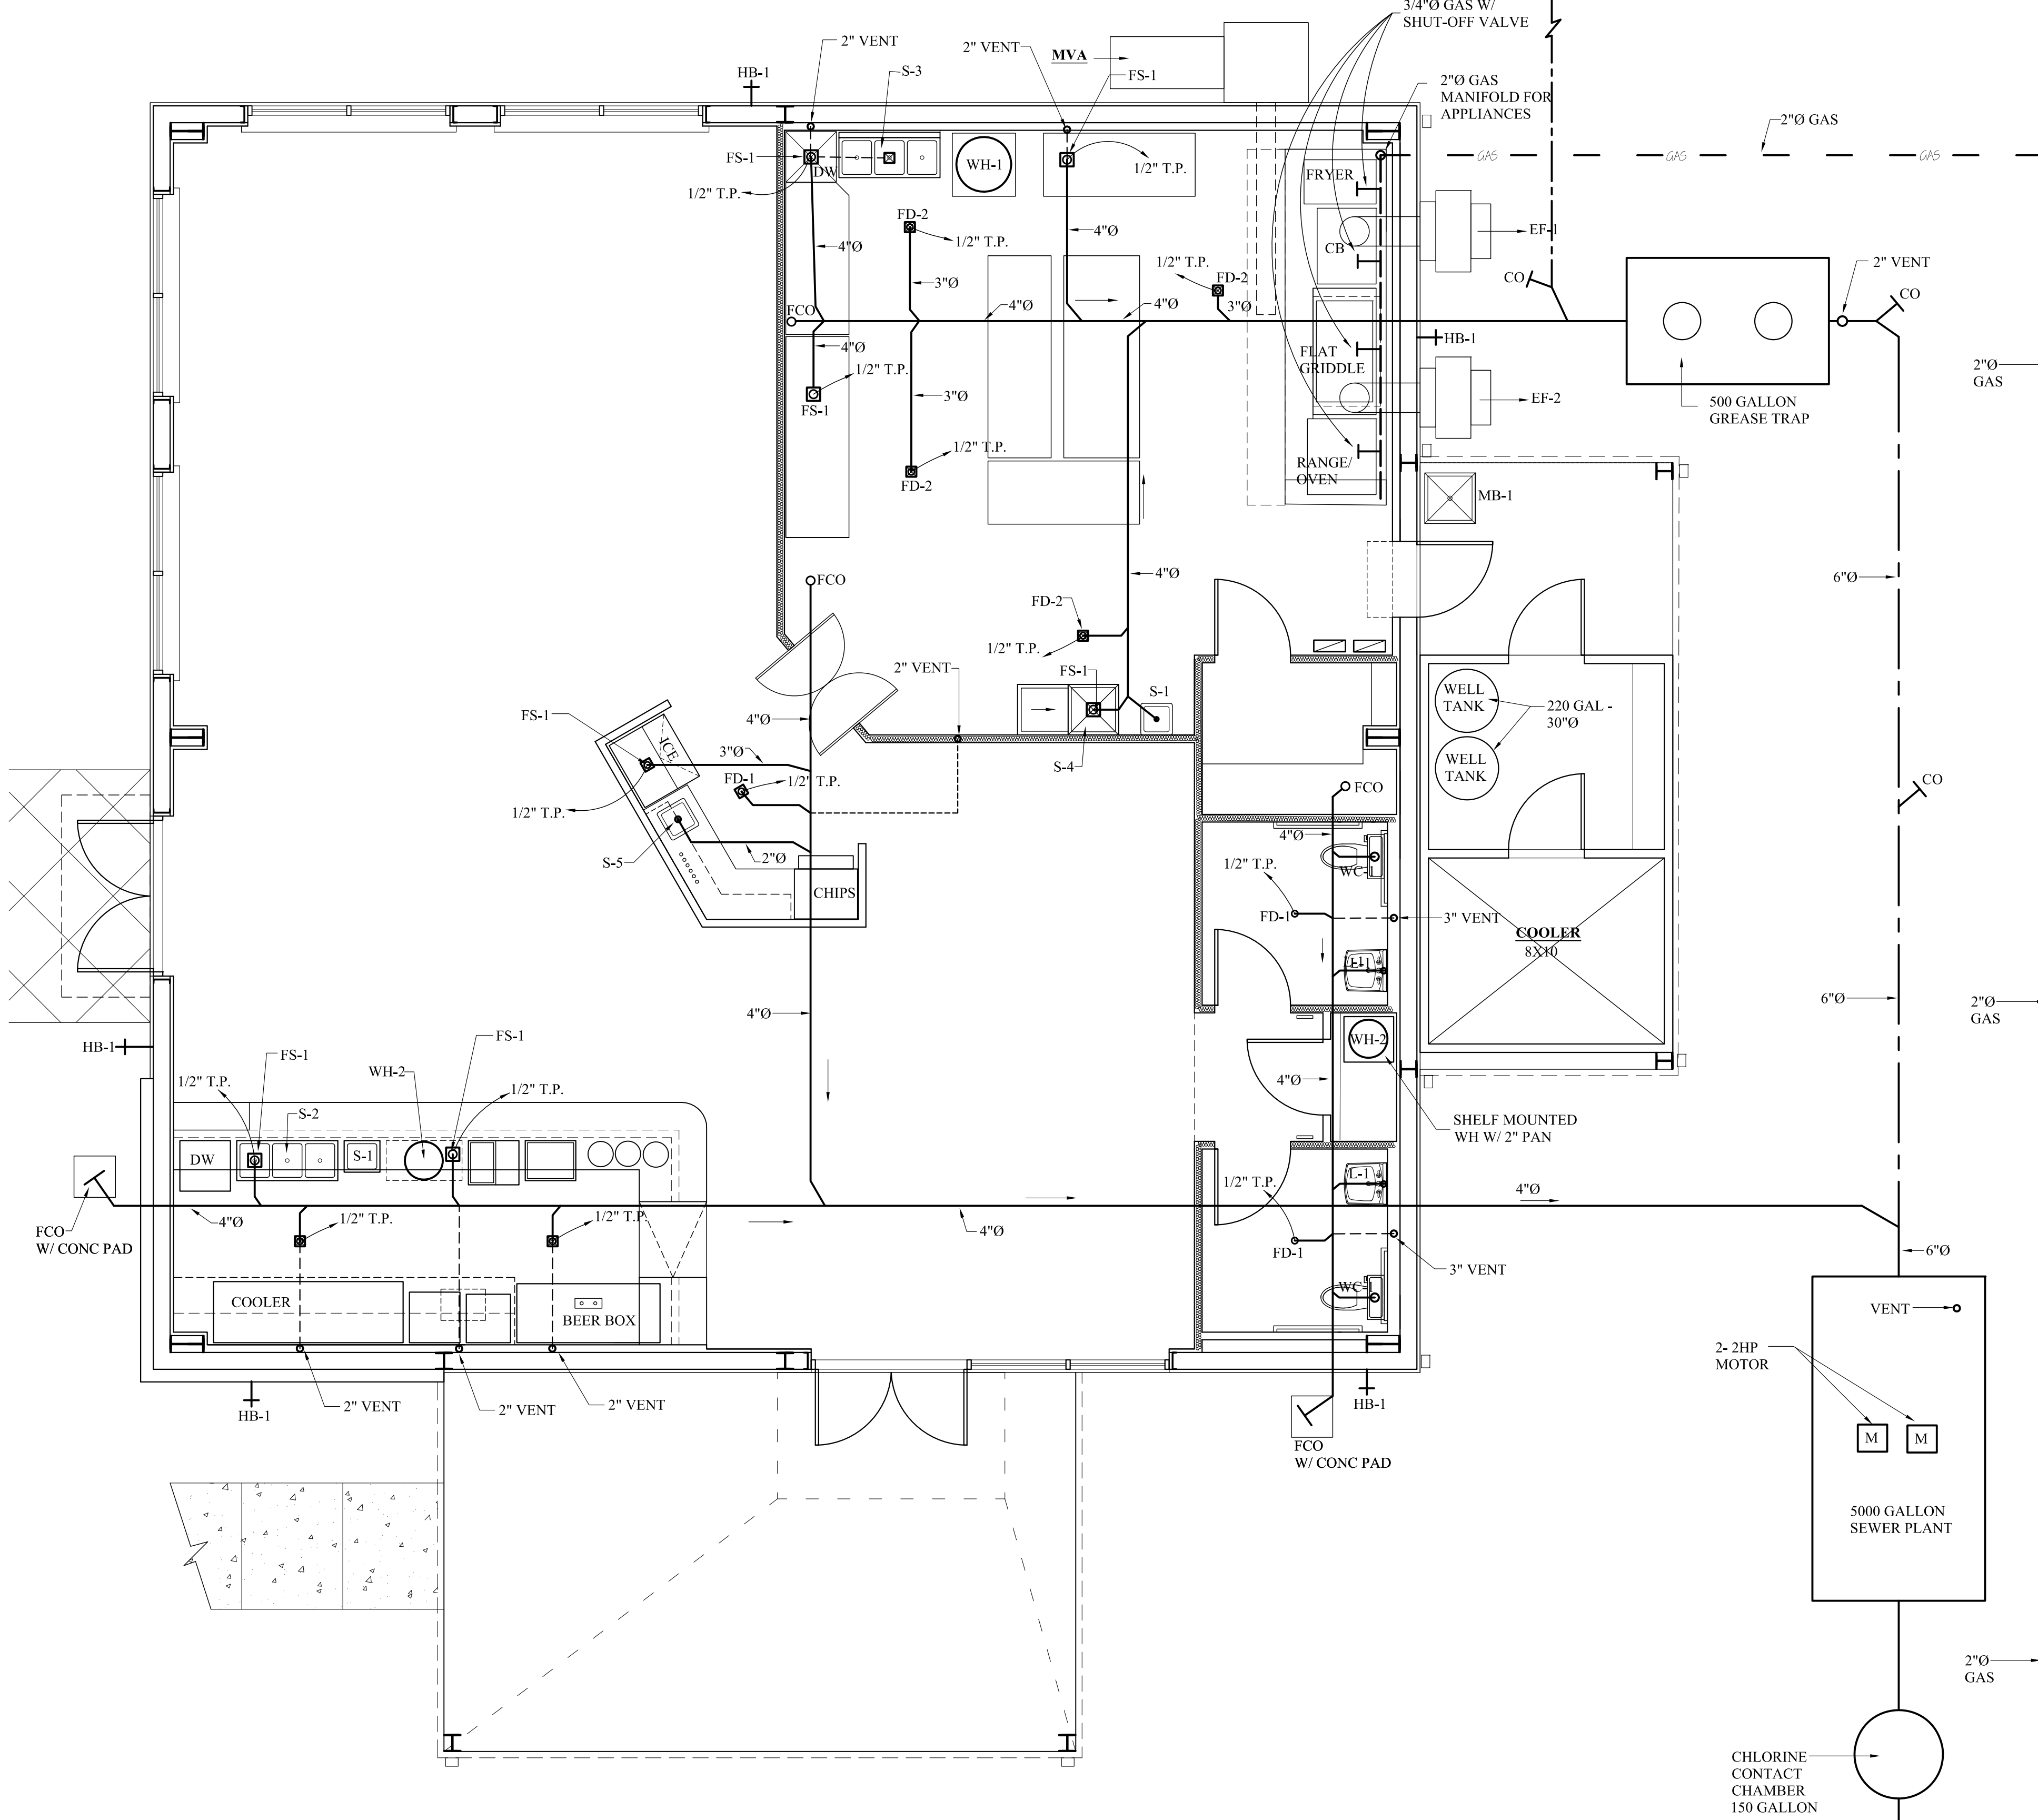 3/4"Ø GAS W/
SHUT-OFF VALVE
2" VENT
2" VENT
MVA
HB-1
S-3
FS-1
2"Ø GAS
MANIFOLD FOR
APPLIANCES
2"Ø GAS
GAS
GAS
GAS
FS-1
DW
WH-1
1/2" T.P.
FRYER
1/2" T.P.
FD-2
1/2" T.P.
4"Ø
4"Ø
CB
EF-1
1/2" T.P.
FD-2
3"Ø
3"Ø
CO
2" VENT
CO
FCO
4"Ø
4"Ø
4"Ø
HB-1
FLAT
GRIDDLE
1/2" T.P.
FS-1
3"Ø
EF-2
500 GALLON
GREASE TRAP
2"Ø
GAS
1/2" T.P.
FD-2
RANGE/
OVEN
MB-1
FCO
4"Ø
6"Ø
FD-2
1/2" T.P.
2" VENT
FS-1
S-1
WELL
TANK
220 GAL -
30"Ø
FS-1
4"Ø
ICE
3"Ø
S-4
WELL
TANK
FD-1
1/2" T.P.
1/2" T.P.
FCO
CO
4"Ø
S-5
2"Ø
CHIPS
1/2" T.P.
WC-
FD-1
3" VENT
COOLER
8X10
L-1
6"Ø
2"Ø
GAS
4"Ø
HB-1
FS-1
FS-1
WH-2
1/2" T.P.
WH-2
1/2" T.P.
4"Ø
S-2
DW
S-1
SHELF MOUNTED
WH W/ 2" PAN
L-1
1/2" T.P.
4"Ø
FCO
W/ CONC PAD
4"Ø
1/2" T.P.
1/2" T.P.
4"Ø
FD-1
3" VENT
6"Ø
COOLER
BEER BOX
WC-
VENT
2- 2HP
MOTOR
HB-1
2" VENT
2" VENT
2" VENT
HB-1
FCO
W/ CONC PAD
M
M
5000 GALLON
SEWER PLANT
2"Ø
GAS
CHLORINE
CONTACT
CHAMBER
150 GALLON